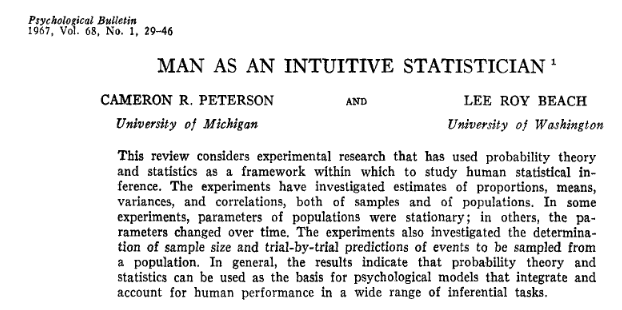 Psychological Bulletin
1967, Vol. 68, No. 1, 29-46
MAN AS AN INTUITIVE STATISTICIAN 1
CAMERON R. PETERSON AND LEE ROY BEACH
University of Michigan University of Washington
This review considers experimental research that has used probability theory
and statistics as a framework within which to study human statistical in-
ference. The experiments have investigated estimates of proportions, means,
variances, and correlations, both of samples and of populations. In some
experiments, parameters of populations were stationary; in others, the pa-
rameters changed over time. The experiments also investigated the determina-
tion of sample size and trial-by-trial predictions of events to be sampled from
a population. In general, the results indicate that probability theory and
statistics can be used as the basis for psychological models that integrate and
account for human performance in a wide range of inferential tasks.